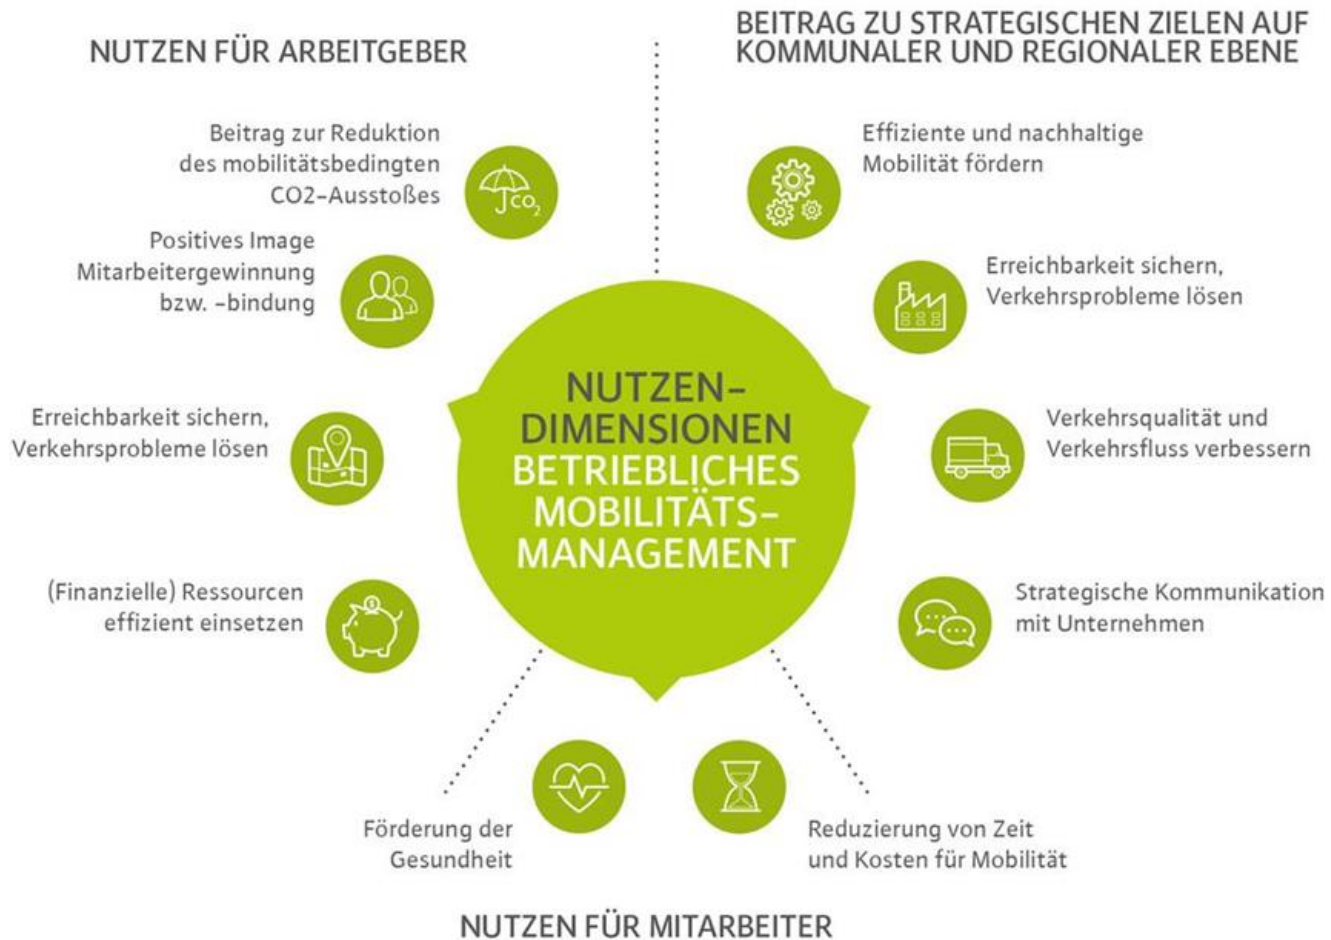 NUTZEN FÜR ARBEITGEBER
Beitrag zur Reduktion
des mobilitätsbedingten
CO2-Ausstoßes
CO2
Positives Image
Mitarbeitergewinnung
bzw. -bindung
Erreichbarkeit sichern,
Verkehrsprobleme lösen
(Finanzielle) Ressourcen
effizient einsetzen
$
BEITRAG ZU STRATEGISCHEN ZIELEN AUF
KOMMUNALER UND REGIONALER EBENE
Effiziente und nachhaltige
Mobilität fördern
Erreichbarkeit sichern,
Verkehrsprobleme lösen
Verkehrsqualität und
Verkehrsfluss verbessern
Strategische Kommunikation
mit Unternehmen
NUTZEN-
DIMENSIONEN
BETRIEBLICHES
MOBILITÄTS-
MANAGEMENT
Förderung der
Gesundheit
Reduzierung von Zeit
und Kosten für Mobilität
NUTZEN FÜR MITARBEITER